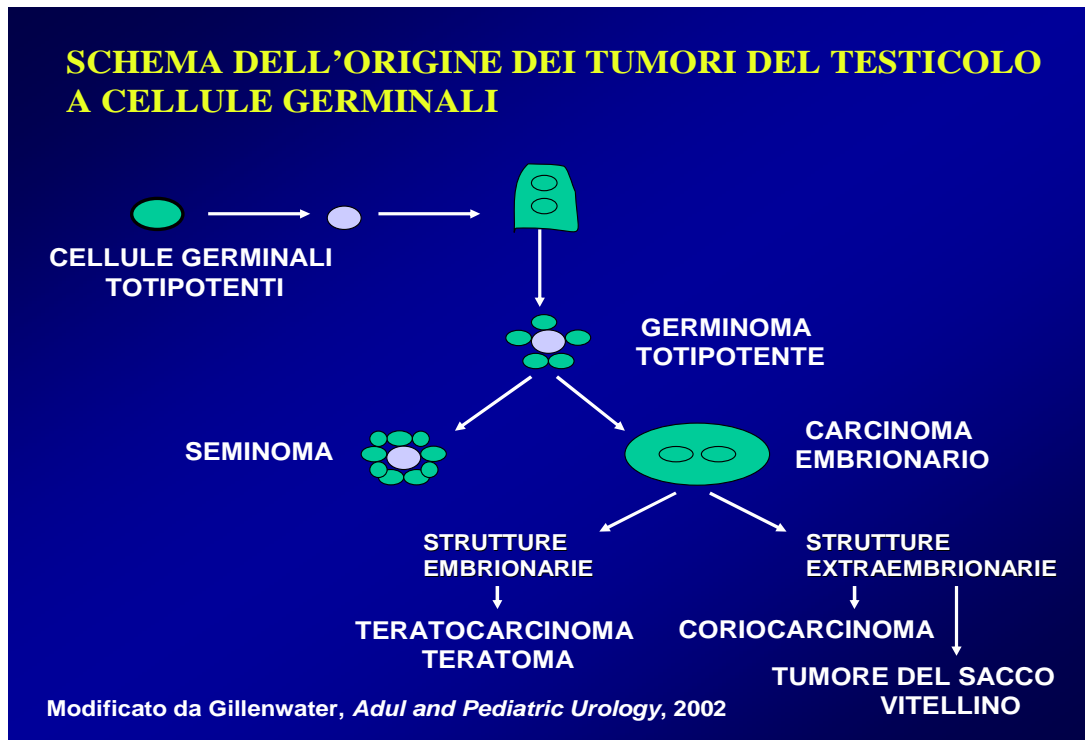 SCHEMA DELL'ORIGINE DEI TUMORI DEL TESTICOLO
A CELLULE GERMINALI
CELLULE GERMINALI
TOTIPOTENTI
GERMINOMA
TOTIPOTENTE
SEMINOMA
CARCINOMA
EMBRIONARIO
STRUTTURE
EMBRIONARIE
STRUTTURE
EXTRAEMBRIONARIE
TERATOCARCINOMA
TERATOMA
CORIOCARCINOMA
TUMORE DEL SACCO
VITELLINO
Modificato da Gillenwater, Adul and Pediatric Urology, 2002